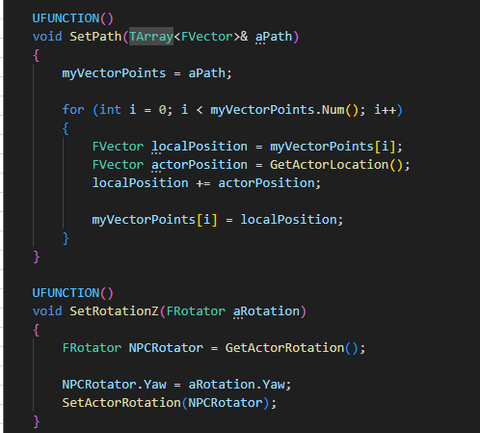 UFUNCTION()
void SetPath(TArray<FVector>& aPath)
{
myVectorPoints = aPath;
for (int i = 0; i < myVectorPoints.Num(); i++)
{
FVector localPosition = myVectorPoints[i];
FVector actorPosition = GetActorLocation();
localPosition += actorPosition;
myVectorPoints[i] = localPosition;
}
}
UFUNCTION()
void SetRotationZ(FRotator aRotation)
{
FRotator NPCRotator = GetActorRotation();
NPCRotator.Yaw = aRotation.Yaw;
SetActorRotation(NPCRotator);
}